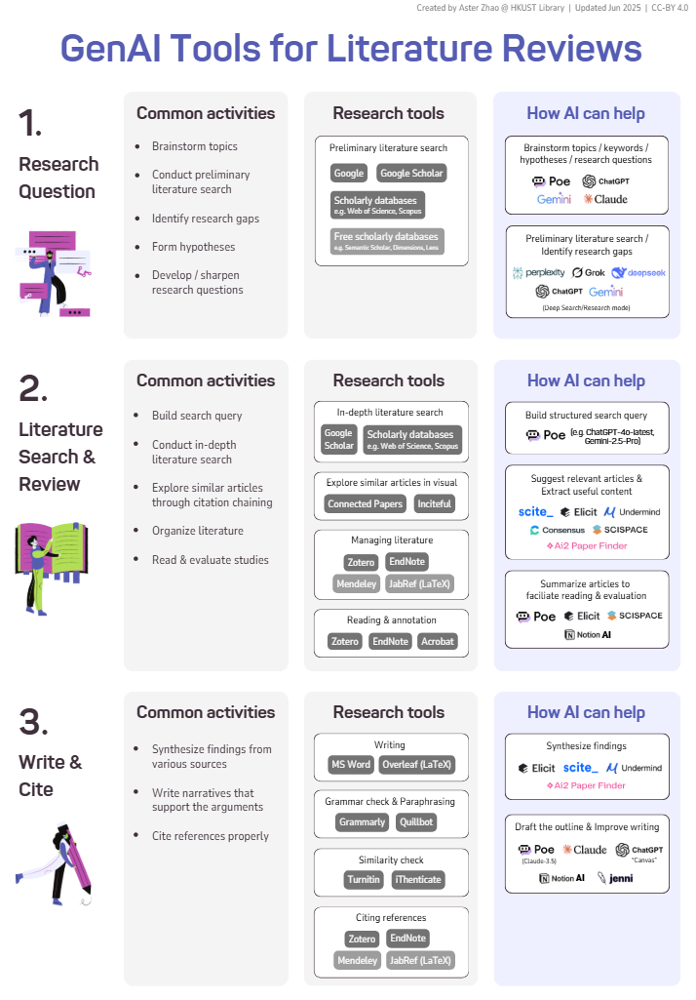 Created by Aster Zhao @ HKUST Library | Updated Jun 2025 | CC-BY 4.0
GenAI Tools for Literature Reviews
1.
Research
Question
Common activities
Brainstorm topics
Conduct preliminary
literature search
Identify research gaps
Form hypotheses
Develop / sharpen
research questions
Research tools
Preliminary literature search
Google
Google Scholar
Scholarly databases
e.g. Web of Science, Scopus
Free scholarly databases
e.g. Semantic Scholar, Dimensions, Lens
How AI can help
Brainstorm topics / keywords /
hypotheses / research questions
Poe
ChatGPT
Gemini
Claude
Preliminary literature search /
Identify research gaps
perplexity
Grok
deepseek
ChatGPT
Gemini
(Deep Search/Research mode)
2.
Literature
Search &
Review
Common activities
Build search query
Conduct in-depth
literature search
Explore similar articles
through citation chaining
Organize literature
Read & evaluate studies
Research tools
In-depth literature search
Google
Scholar
Scholarly databases
e.g. Web of Science, Scopus
Explore similar articles in visual
Connected Papers
Inciteful
Managing literature
Zotero
EndNote
Mendeley
JabRef (LaTeX)
Reading & annotation
Zotero
EndNote
Acrobat
How AI can help
Build structured search query
Poe
(e.g. ChatGPT-4o-latest,
Gemini-2.5-Pro)
Suggest relevant articles &
Extract useful content
scite_
Elicit
Undermind
Consensus
SCISPACE
Ai2 Paper Finder
Summarize articles to
faciliate reading & evaluation
Poe
Elicit
SCISPACE
Notion AI
3.
Write &
Cite
Common activities
Synthesize findings from
various sources
Write narratives that
support the arguments
Cite references properly
Research tools
Writing
MS Word
Overleaf (LaTeX)
Grammar check & Paraphrasing
Grammarly
Quillbot
Similarity check
Turnitin
iThenticate
Citing references
Zotero
EndNote
Mendeley
JabRef (LaTeX)
How AI can help
Synthesize findings
Elicit
scite_
Undermind
Ai2 Paper Finder
Draft the outline & Improve writing
Poe
(Claude-3.5)
Claude
ChatGPT
"Canvas"
Notion AI
jenni